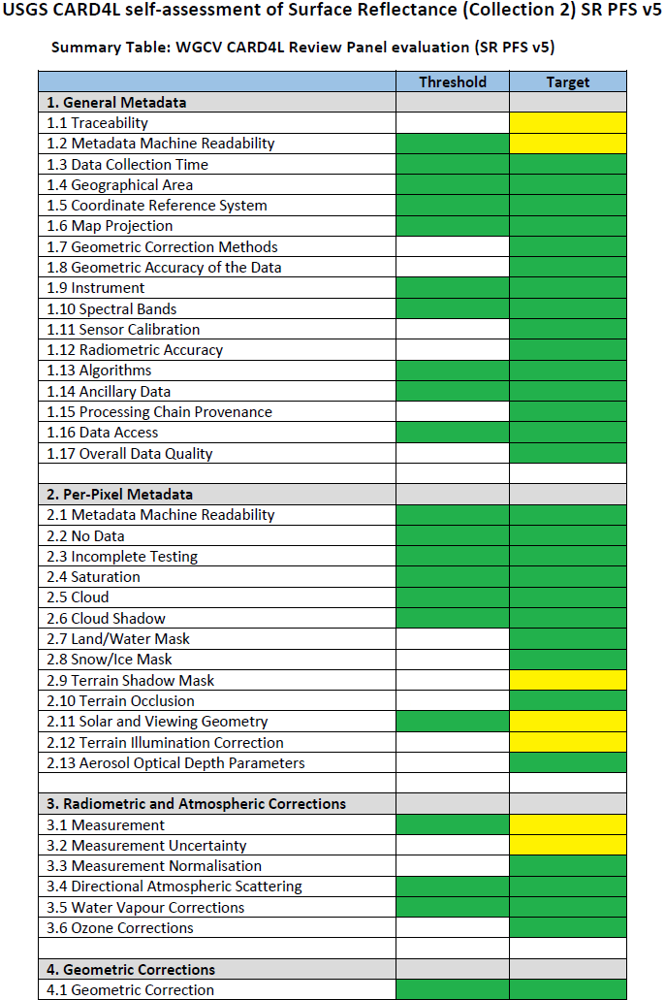 USGS CARD4L self-assessment of Surface Reflectance (Collection 2) SR PFS v5
Summary Table: WGCV CARD4L Review Panel evaluation (SR PFS v5)
Threshold Target
1. General Metadata
1.1 Traceability
1.2 Metadata Machine Readability
1.3 Data Collection Time
1.4 Geographical Area
1.5 Coordinate Reference System
1.6 Map Projection
1.7 Geometric Correction Methods
1.8 Geometric Accuracy of the Data
1.9 Instrument
1.10 Spectral Bands
1.11 Sensor Calibration
1.12 Radiometric Accuracy
1.13 Algorithms
1.14 Ancillary Data
1.15 Processing Chain Provenance
1.16 Data Access
1.17 Overall Data Quality
2. Per-Pixel Metadata
2.1 Metadata Machine Readability
2.2 No Data
2.3 Incomplete Testing
2.4 Saturation
2.5 Cloud
2.6 Cloud Shadow
2.7 Land/Water Mask
2.8 Snow/Ice Mask
2.9 Terrain Shadow Mask
2.10 Terrain Occlusion
2.11 Solar and Viewing Geometry
2.12 Terrain Illumination Correction
2.13 Aerosol Optical Depth Parameters
3. Radiometric and Atmospheric Corrections
3.1 Measurement
3.2 Measurement Uncertainty
3.3 Measurement Normalisation
3.4 Directional Atmospheric Scattering
3.5 Water Vapour Corrections
3.6 Ozone Corrections
4. Geometric Corrections
4.1 Geometric Correction